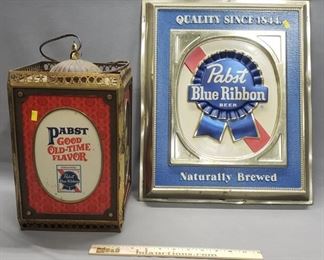 QUALITY SINCE 1844
Pabst
Blue Ribbon
BEER
Naturally Brewed
PABST
GOOD
OLD-TIME
FLAVOR